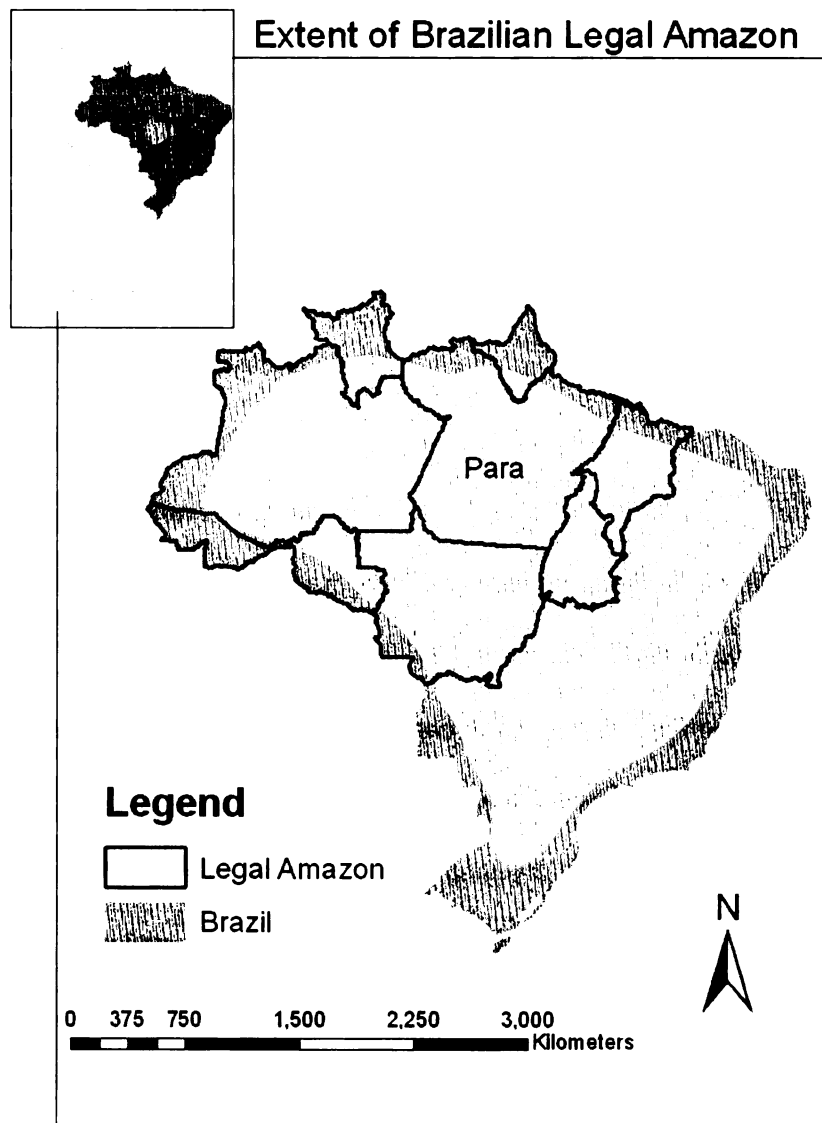 Extent of Brazilian Legal Amazon
Para
Legend
Legal Amazon
Brazil
N
0 375 750 1,500 2,250 3,000
Kilometers